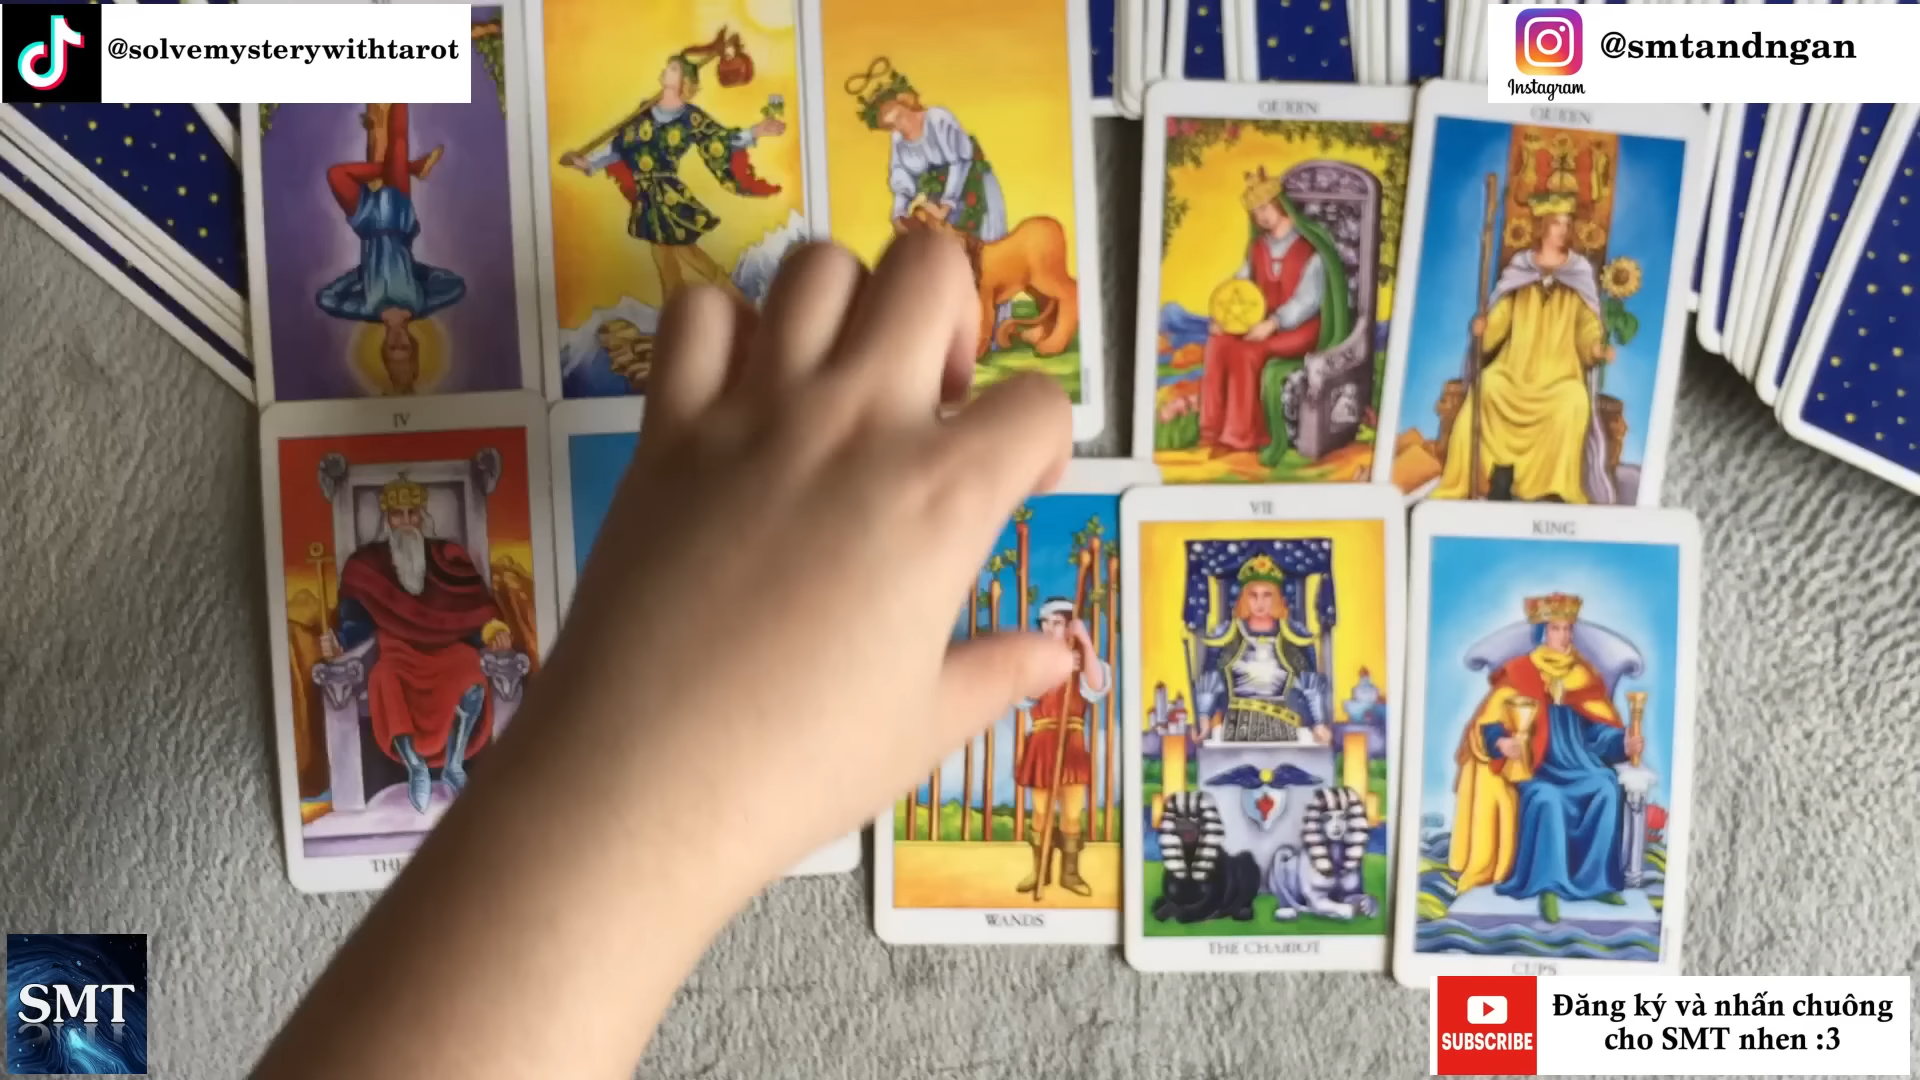 @solvemysterywithtarot
Instagram
@smtandngan
QUEEN
QUEEN
IV
VII
KING
THE
WANDS
THE CHARIOT
CUPS
SMT
SUBSCRIBE
Đăng ký và nhấn chuông
cho SMT nhen :3